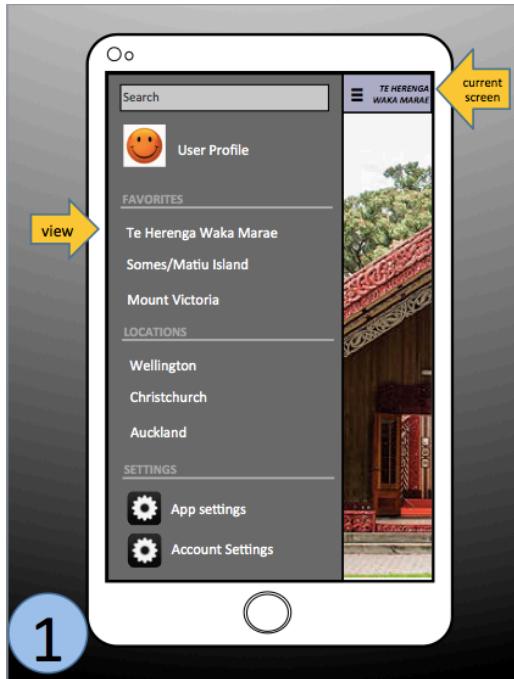 Search
TE HERENGA
WAKA MARAE
current
screen
User Profile
FAVORITES
view
Te Herenga Waka Marae
Somes/Matiu Island
Mount Victoria
LOCATIONS
Wellington
Christchurch
Auckland
SETTINGS
App settings
Account Settings
1